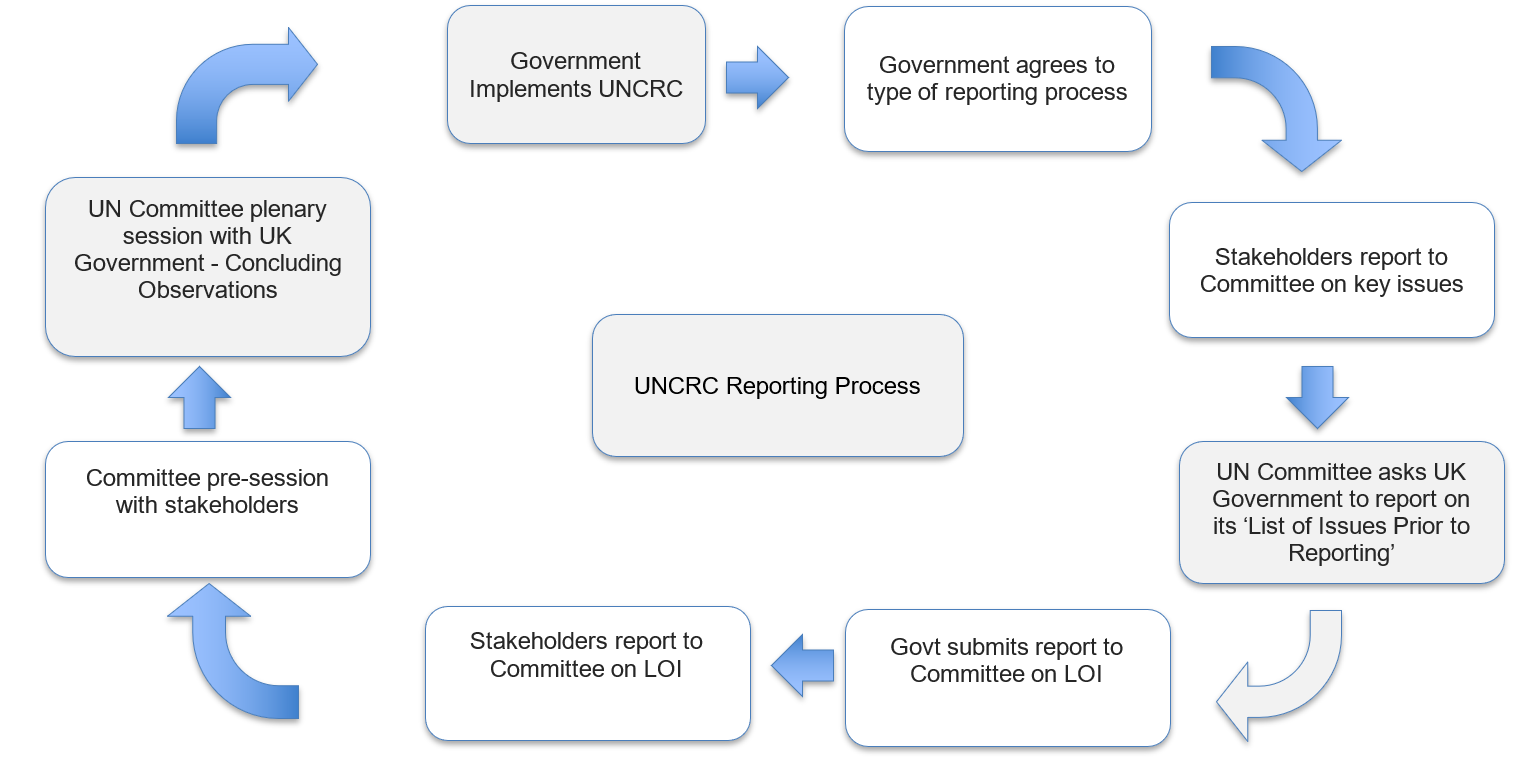 Government
Implements UNCRC
Government agrees to
type of reporting process
Stakeholders report to
Committee on key issues
UN Committee asks UK
Government to report on
its ‘List of Issues Prior to
Reporting’
Govt submits report to
Committee on LOI
Stakeholders report to
Committee on LOI
Committee pre-session
with stakeholders
UN Committee plenary
session with UK
Government - Concluding
Observations
UNCRC Reporting Process